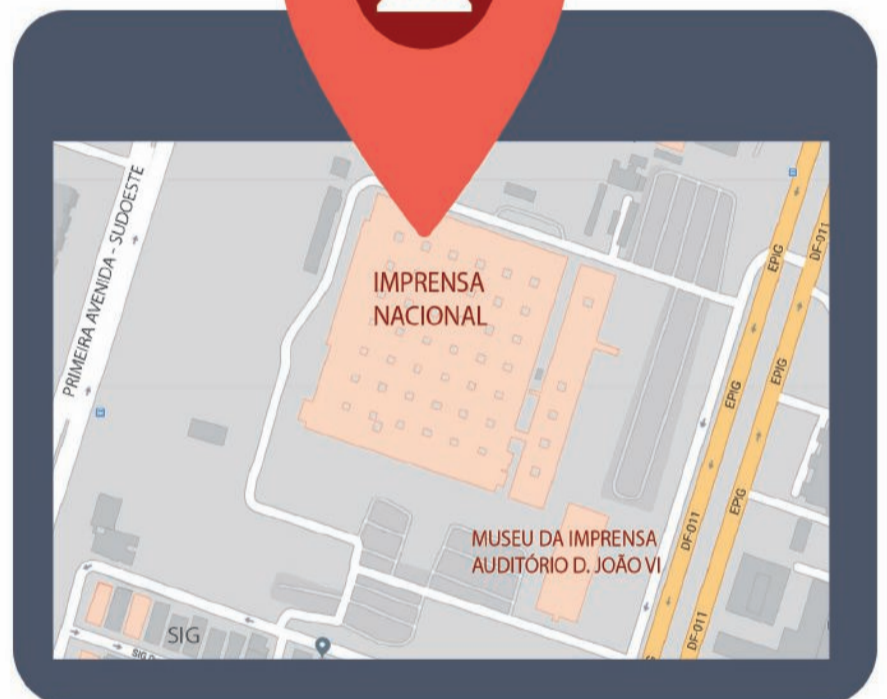 PRIMEIRA AVENIDA - SUDOESTE
IMPRENSA
NACIONAL
EPIG
DF-011
EPIG
EPIG
EPIG
DF-011
MUSEU DA IMPRENSA
AUDITÓRIO D. JOÃO VI
DF-011
SIG
SIG